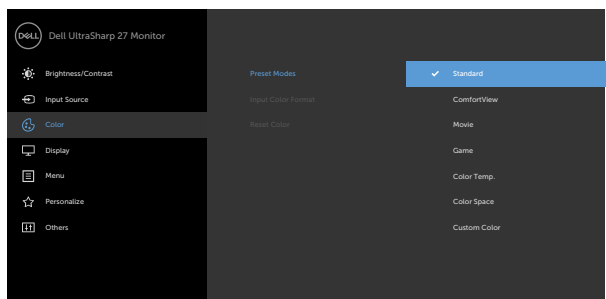 DELL Dell UltraSharp 27 Monitor
Brightness/Contrast
Input Source
Color
Display
Menu
Personalize
Others
Preset Modes
Input Color Format
Reset Color
Standard
ComfortView
Movie
Game
Color Temp.
Color Space
Custom Color